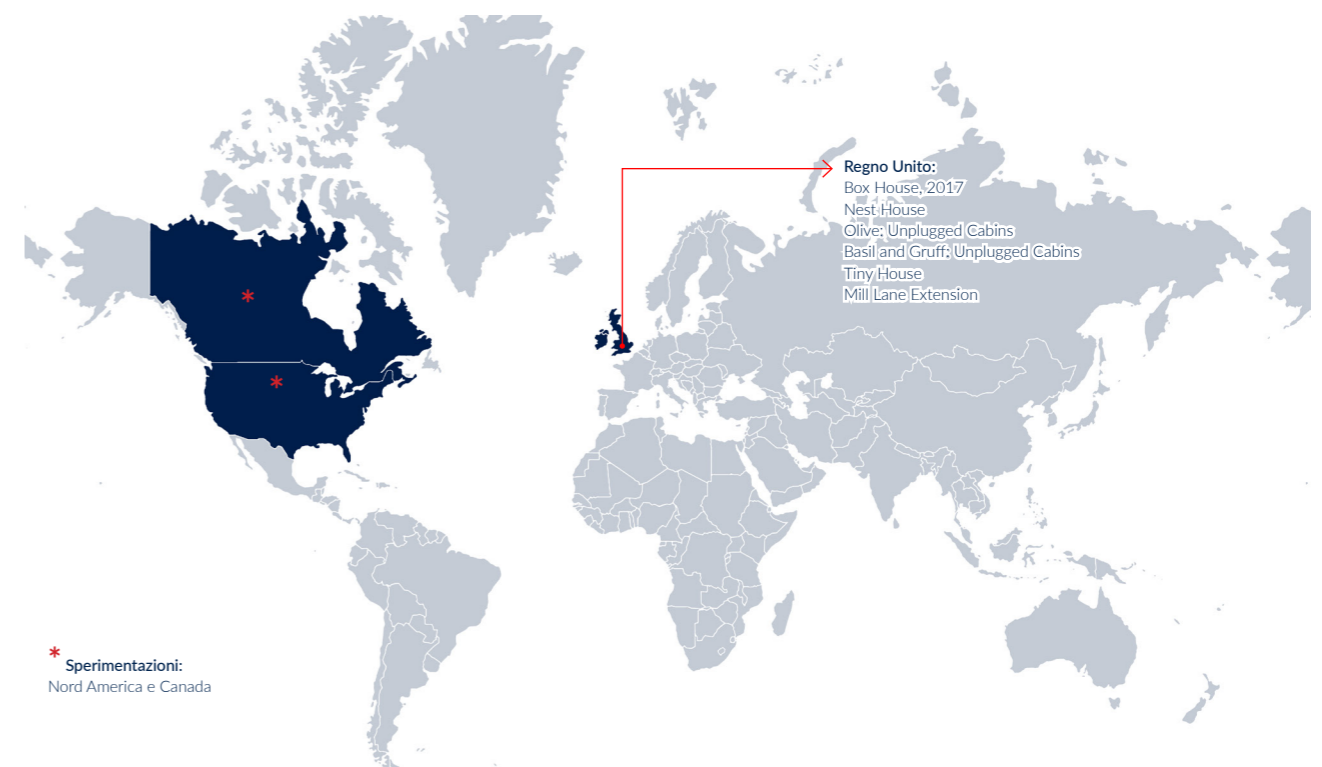 Regno Unito:
Box House, 2017
Nest House
Olive: Unplugged Cabins
Basil and Gruff: Unplugged Cabins
Tiny House
Mill Lane Extension
* Sperimentazioni:
Nord America e Canada